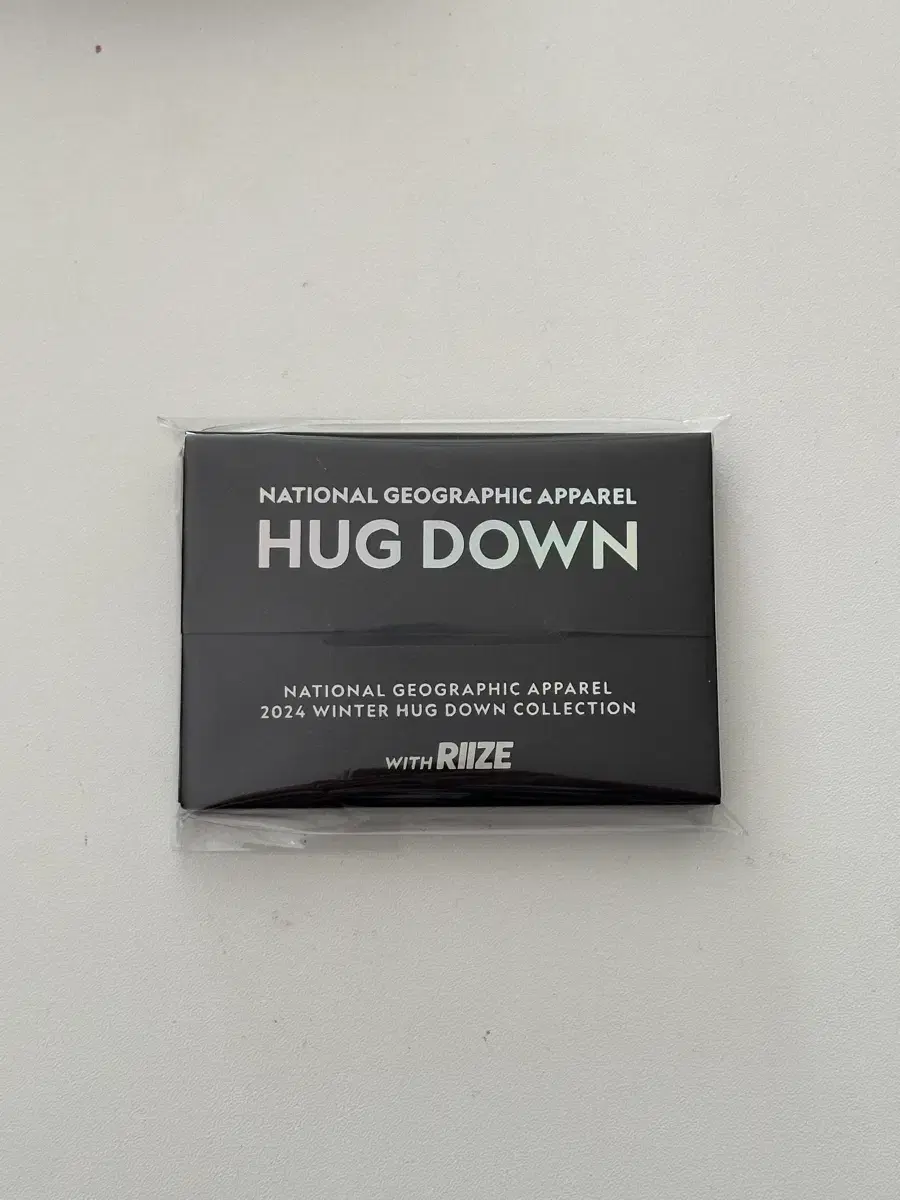 NATIONAL GEOGRAPHIC APPAREL
HUG DOWN
NATIONAL GEOGRAPHIC APPAREL
2024 WINTER HUG DOWN COLLECTION
WITH RIIZE